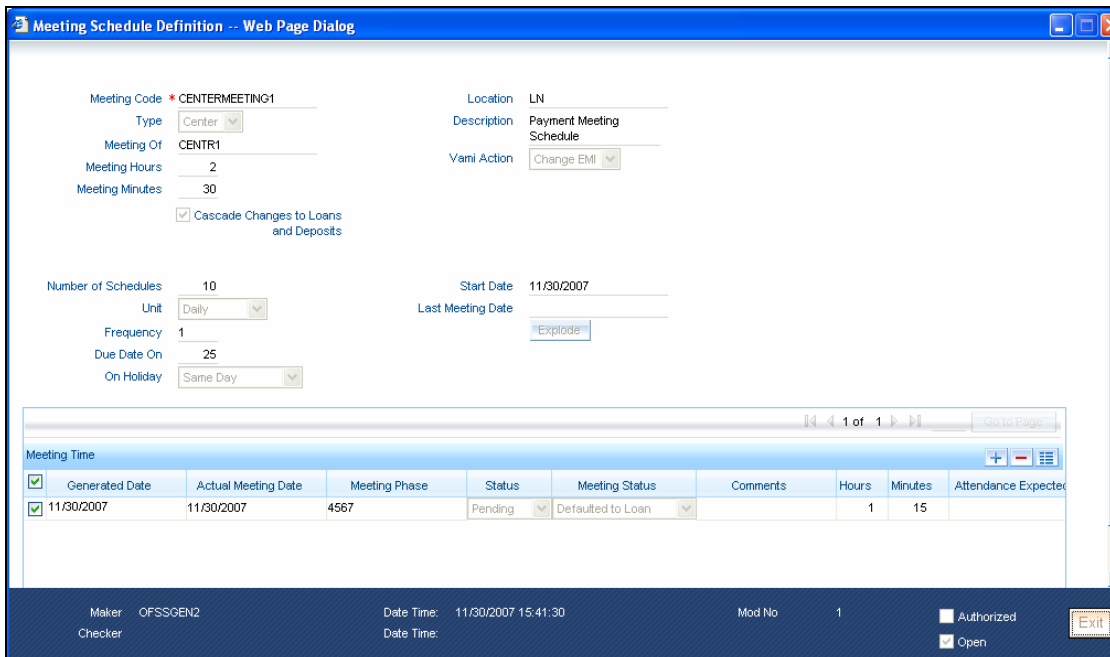 Meeting Schedule Definition -- Web Page Dialog
Meeting Code * CENTERMEETING1
Type Center
Meeting Of CENTR1
Meeting Hours 2
Meeting Minutes 30
Cascade Changes to Loans
and Deposits
Location LN
Description Payment Meeting
Schedule
Vami Action Change EMI
Number of Schedules 10
Unit Daily
Frequency 1
Due Date On 25
On Holiday Same Day
Start Date 11/30/2007
Last Meeting Date
Explode
1 of 1 Go to Page
Meeting Time
Generated Date Actual Meeting Date Meeting Phase Status Meeting Status Comments Hours Minutes Attendance Expected
11/30/2007 11/30/2007 4567 Pending Defaulted to Loan 1 15
Maker OFSSGEN2 Date Time: 11/30/2007 15:41:30 Mod No 1 Authorized
Checker Date Time: Open
Exit